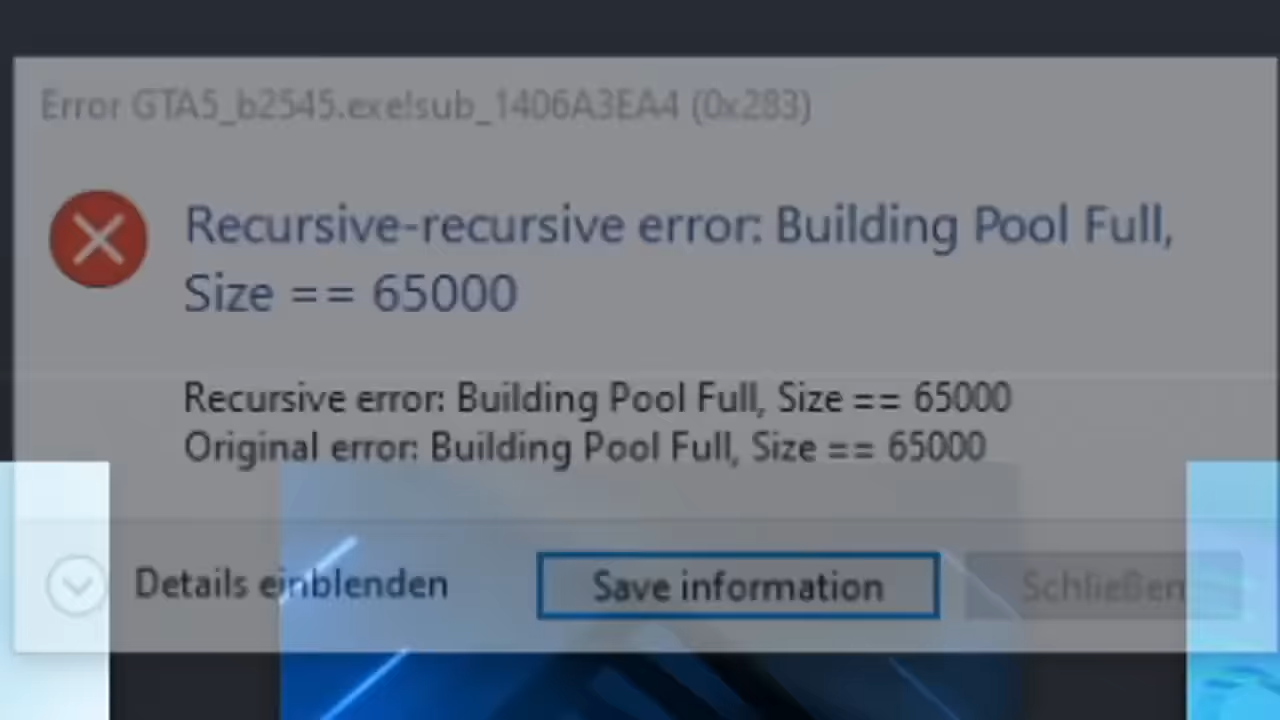 Error GTA5_b2545.exe!sub_1406A3EA4 (0x283)
Recursive-recursive error: Building Pool Full,
Size == 65000
Recursive error: Building Pool Full, Size == 65000
Original error: Building Pool Full, Size == 65000
Details einblenden
Save information
Schließen